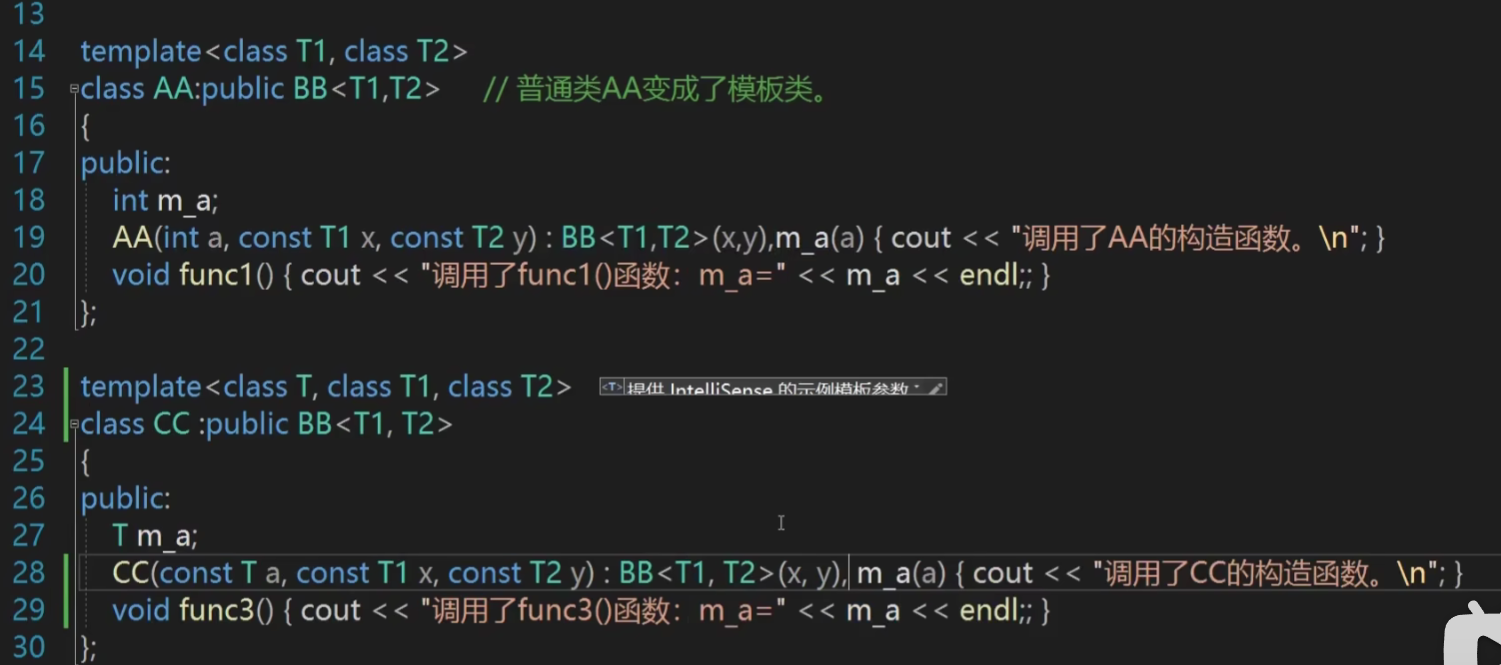 13
14 template<class T1, class T2>
15 class AA:public BB<T1,T2> // 普通类AA变成了模板类。
16 {
17 public:
18 int m_a;
19 AA(int a, const T1 x, const T2 y) : BB<T1,T2>(x,y),m_a(a) { cout << "调用了AA的构造函数。\n"; }
20 void func1() { cout << "调用了func1()函数：m_a=" << m_a << endl;; }
21 };
22
23 template<class T, class T1, class T2> <T> 提供 IntelliSense 的示例模板参数
24 class CC :public BB<T1, T2>
25 {
26 public:
27 T m_a;
28 CC(const T a, const T1 x, const T2 y) : BB<T1, T2>(x, y), m_a(a) { cout << "调用了CC的构造函数。\n"; }
29 void func3() { cout << "调用了func3()函数：m_a=" << m_a << endl;; }
30 };